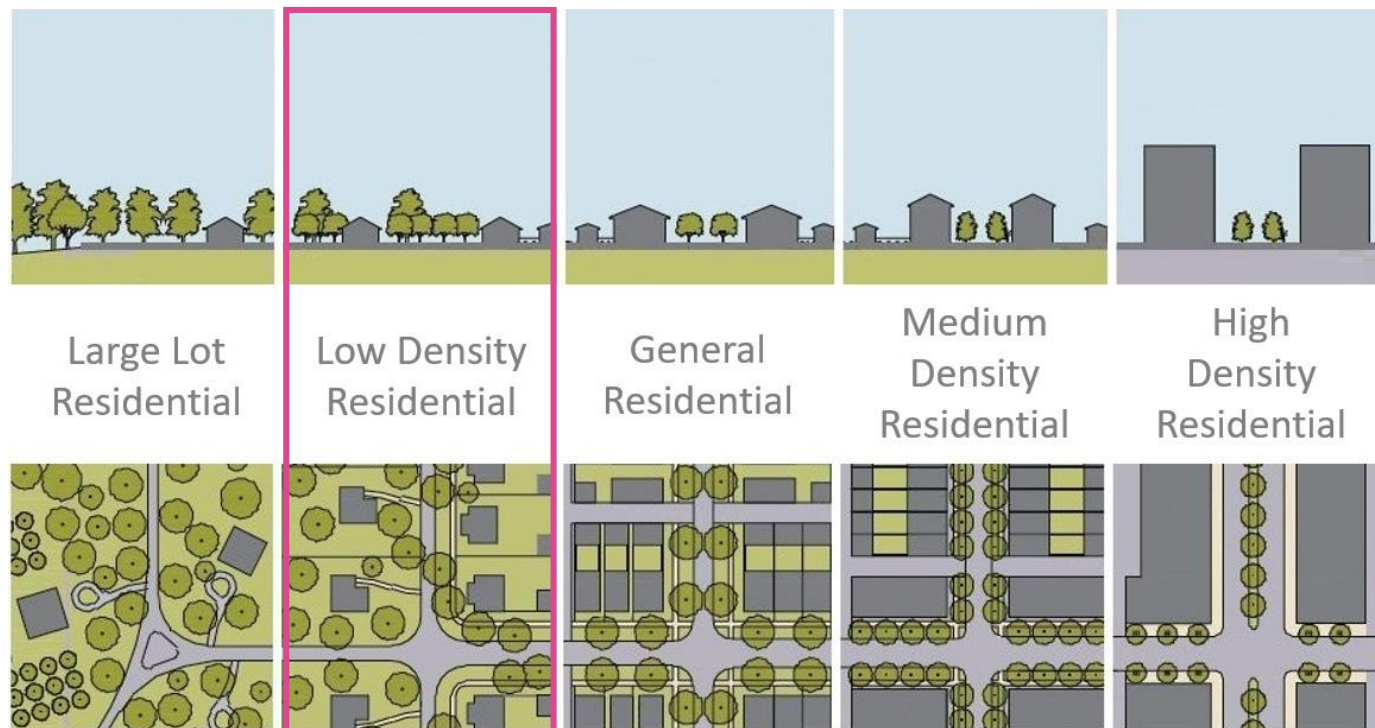 Large Lot
Residential
Low Density
Residential
General
Residential
Medium
Density
Residential
High
Density
Residential